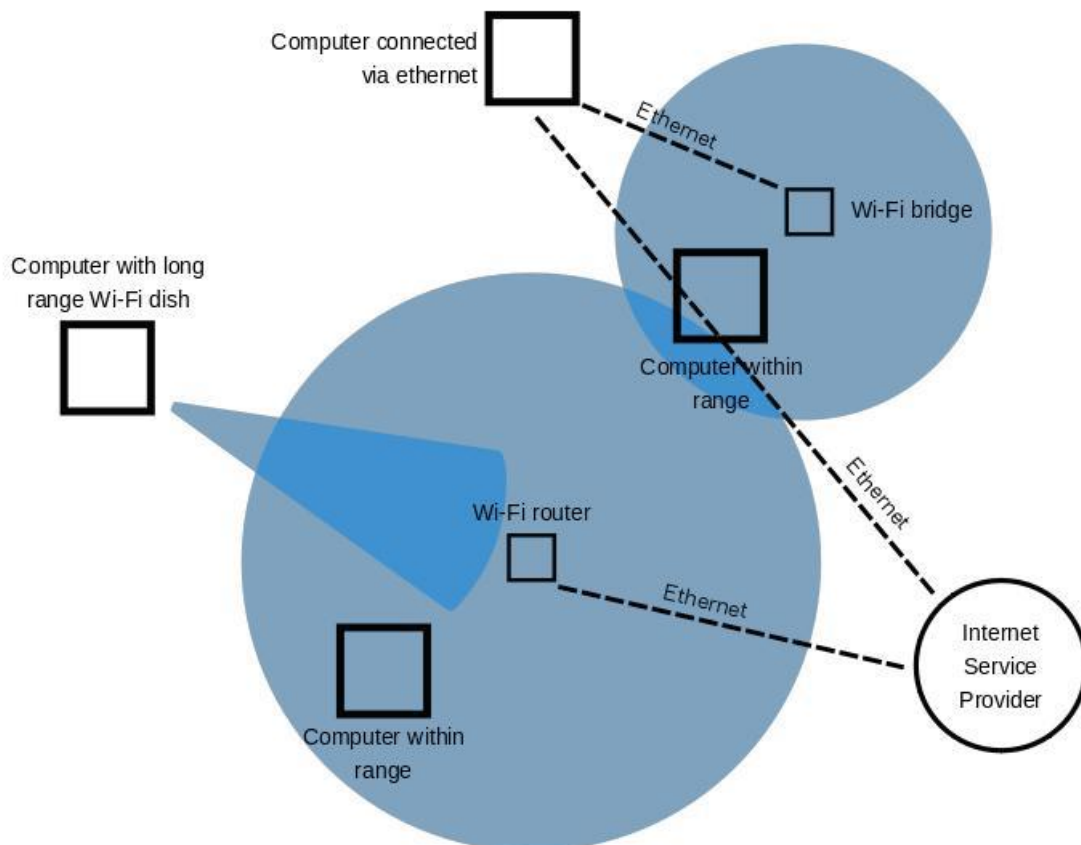 Computer connected
via ethernet
Ethernet
Wi-Fi bridge
Computer with long
range Wi-Fi dish
Computer within
range
Ethernet
Wi-Fi router
Ethernet
Internet
Service
Provider
Computer within
range